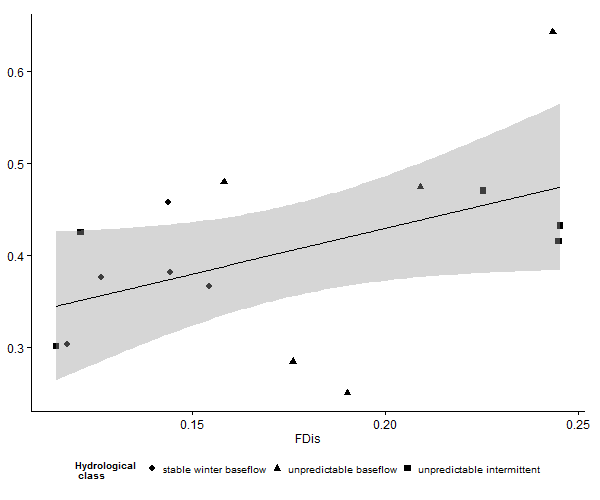 0.6
0.5
0.4
0.3
0.15 0.20 0.25
FDis
Hydrological
class
stable winter baseflow unpredictable baseflow unpredictable intermittent